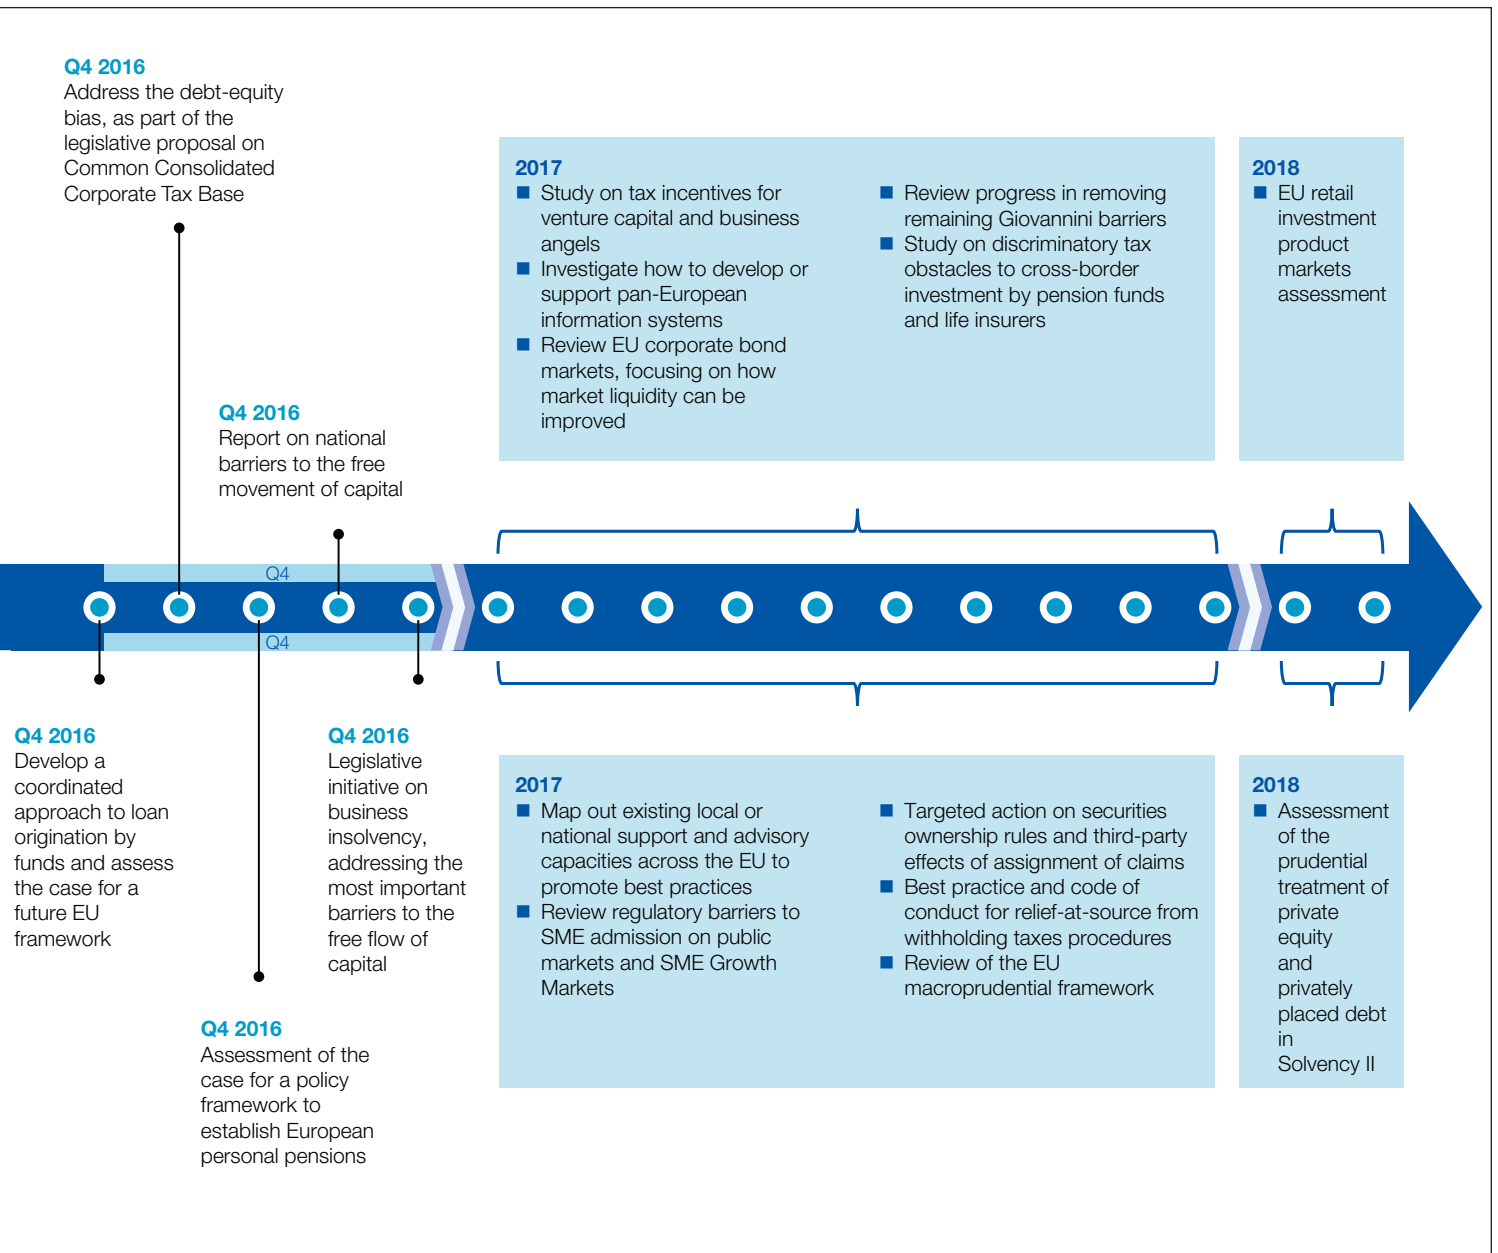 Q4 2016
Address the debt-equity
bias, as part of the
legislative proposal on
Common Consolidated
Corporate Tax Base
Q4 2016
Report on national
barriers to the free
movement of capital
2017
Study on tax incentives for
venture capital and business
angels
Investigate how to develop or
support pan-European
information systems
Review EU corporate bond
markets, focusing on how
market liquidity can be
improved
Review progress in removing
remaining Giovannini barriers
Study on discriminatory tax
obstacles to cross-border
investment by pension funds
and life insurers
2018
EU retail
investment
product
markets
assessment
Q4
Q4
Q4 2016
Develop a
coordinated
approach to loan
origination by
funds and assess
the case for a
future EU
framework
Q4 2016
Assessment of the
case for a policy
framework to
establish European
personal pensions
Q4 2016
Legislative
initiative on
business
insolvency,
addressing the
most important
barriers to the
free flow of
capital
2017
Map out existing local or
national support and advisory
capacities across the EU to
promote best practices
Review regulatory barriers to
SME admission on public
markets and SME Growth
Markets
Targeted action on securities
ownership rules and third-party
effects of assignment of claims
Best practice and code of
conduct for relief-at-source from
withholding taxes procedures
Review of the EU
macroprudential framework
2018
Assessment
of the
prudential
treatment of
private
equity
and
privately
placed debt
in
Solvency II